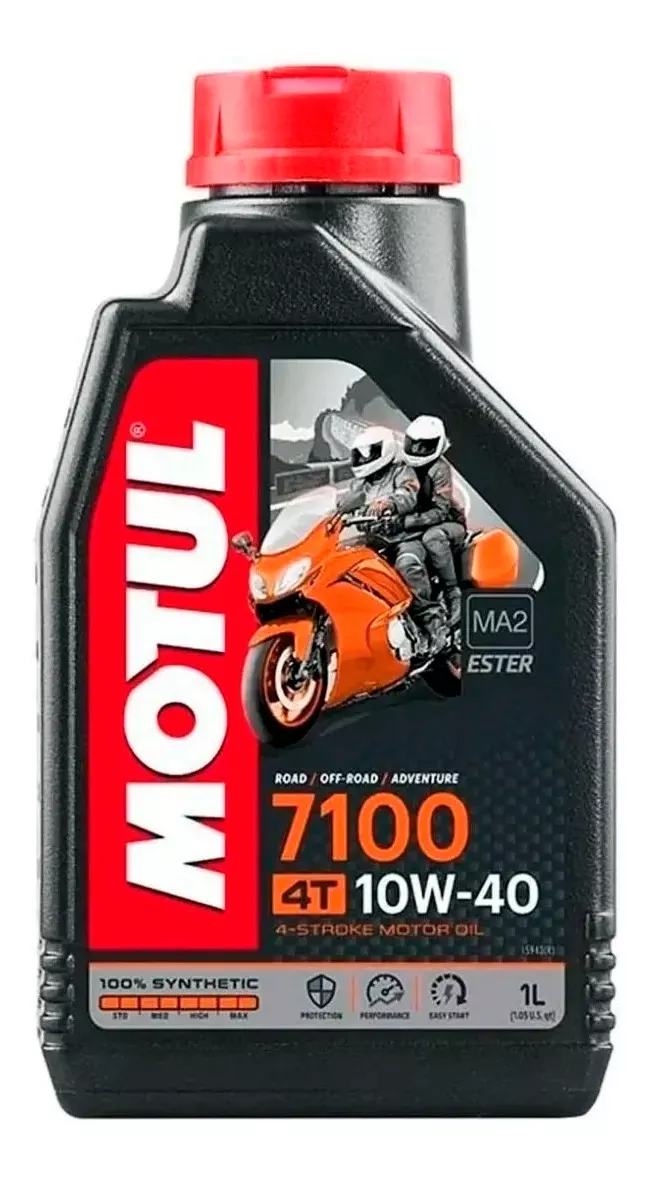 MOTUL®
MA2
ESTER
ROAD / OFF-ROAD / ADVENTURE
7100
4T 10W-40
4-STROKE MOTOR OIL
100% SYNTHETIC
STD MED HIGH MAX
PROTECTION PERFORMANCE EASY START
1L
(1.05 U.S. qt)